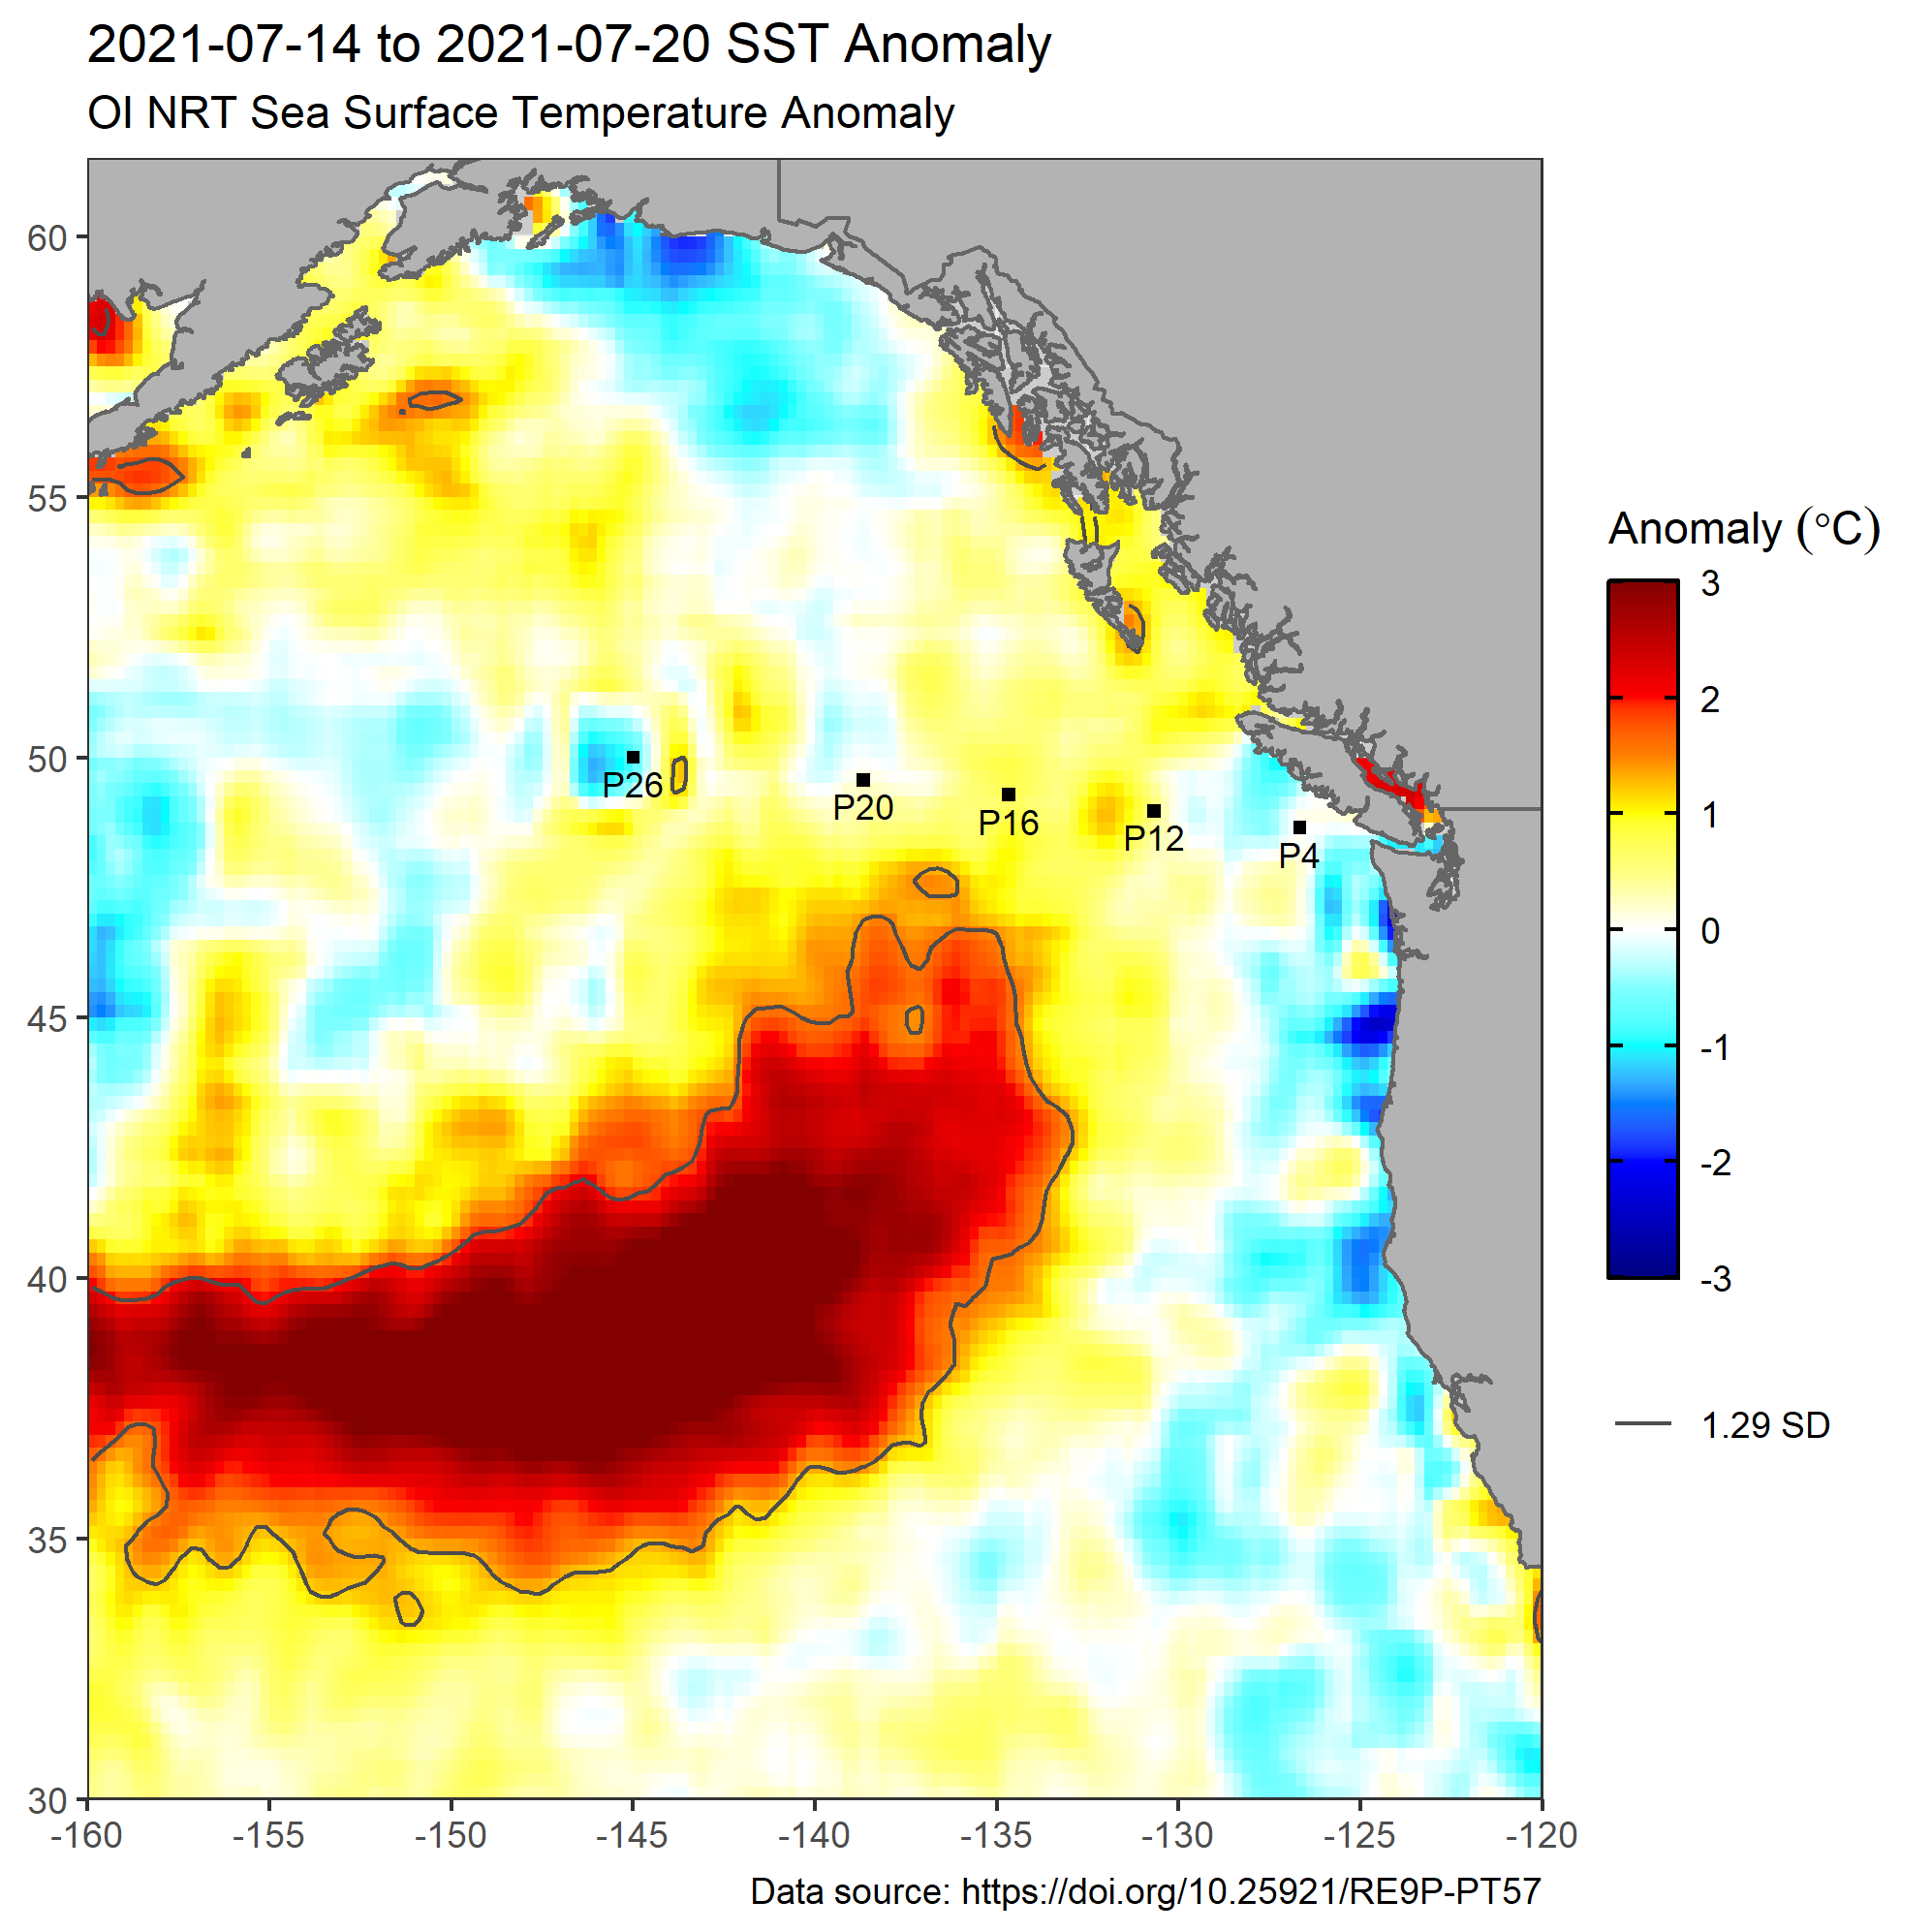 2021-07-14 to 2021-07-20 SST Anomaly
OI NRT Sea Surface Temperature Anomaly
60
55
50
45
40
35
30
-160
-155
-150
-145
-140
-135
-130
-125
-120
P26
P20
P16
P12
P4
Anomaly (°C)
3
2
1
0
-1
-2
-3
1.29 SD
Data source: https://doi.org/10.25921/RE9P-PT57